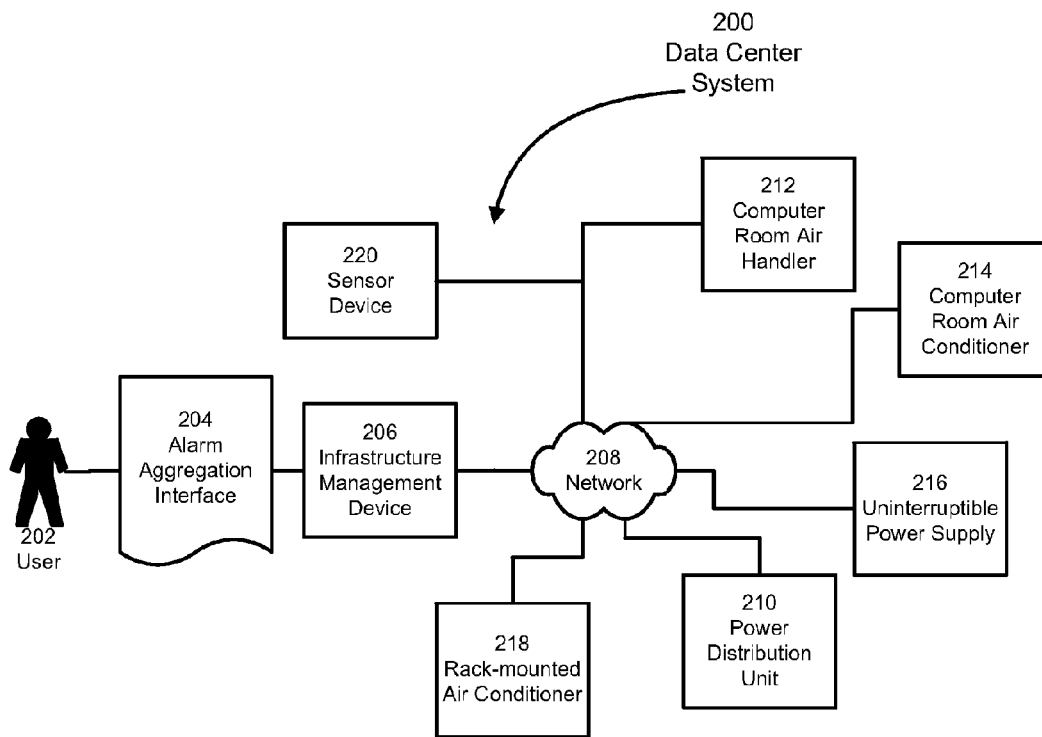 200
Data Center
System
212
Computer
Room Air
Handler
220
Sensor
Device
214
Computer
Room Air
Conditioner
204
Alarm
Aggregation
Interface
206
Infrastructure
Management
Device
208
Network
216
Uninterruptible
Power Supply
202
User
218
Rack-mounted
Air Conditioner
210
Power
Distribution
Unit